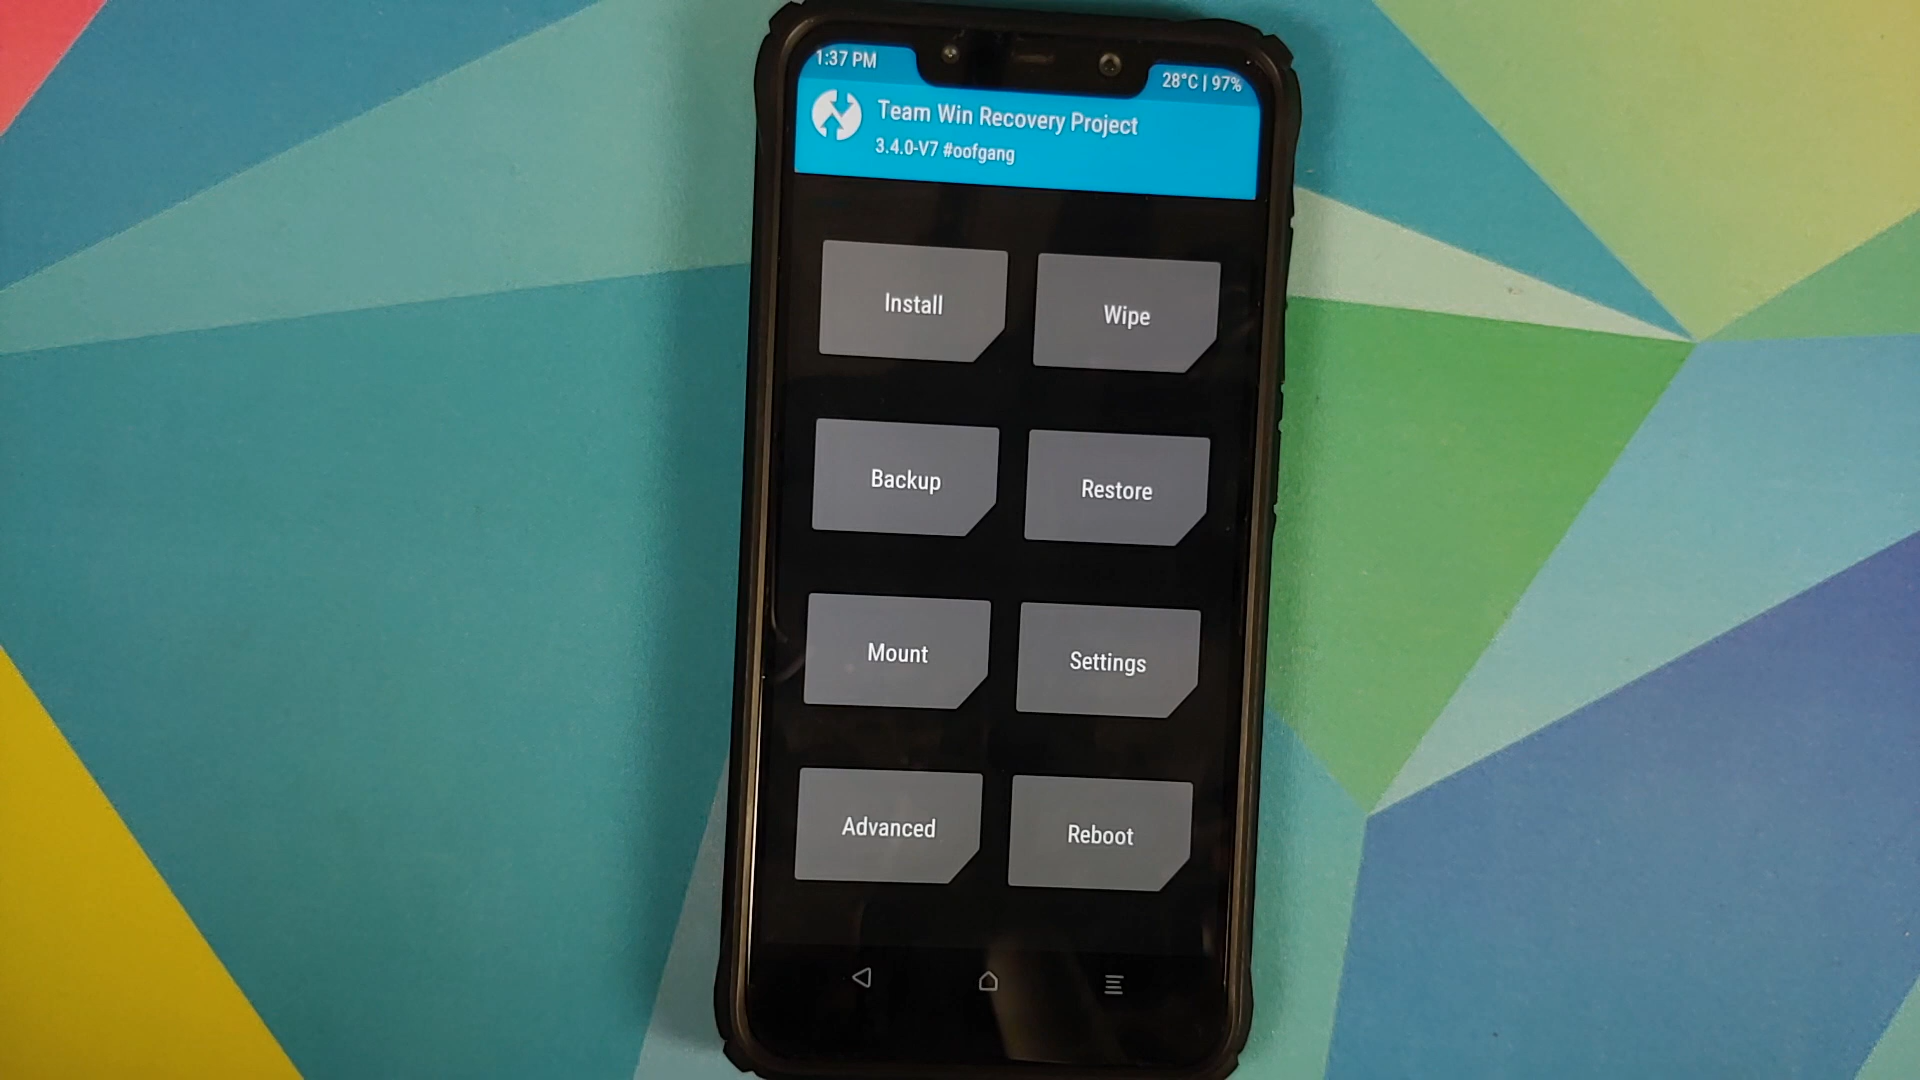 1:37 PM
28°C | 97%
Team Win Recovery Project
3.4.0-V7 #oofgang
Install
Wipe
Backup
Restore
Mount
Settings
Advanced
Reboot